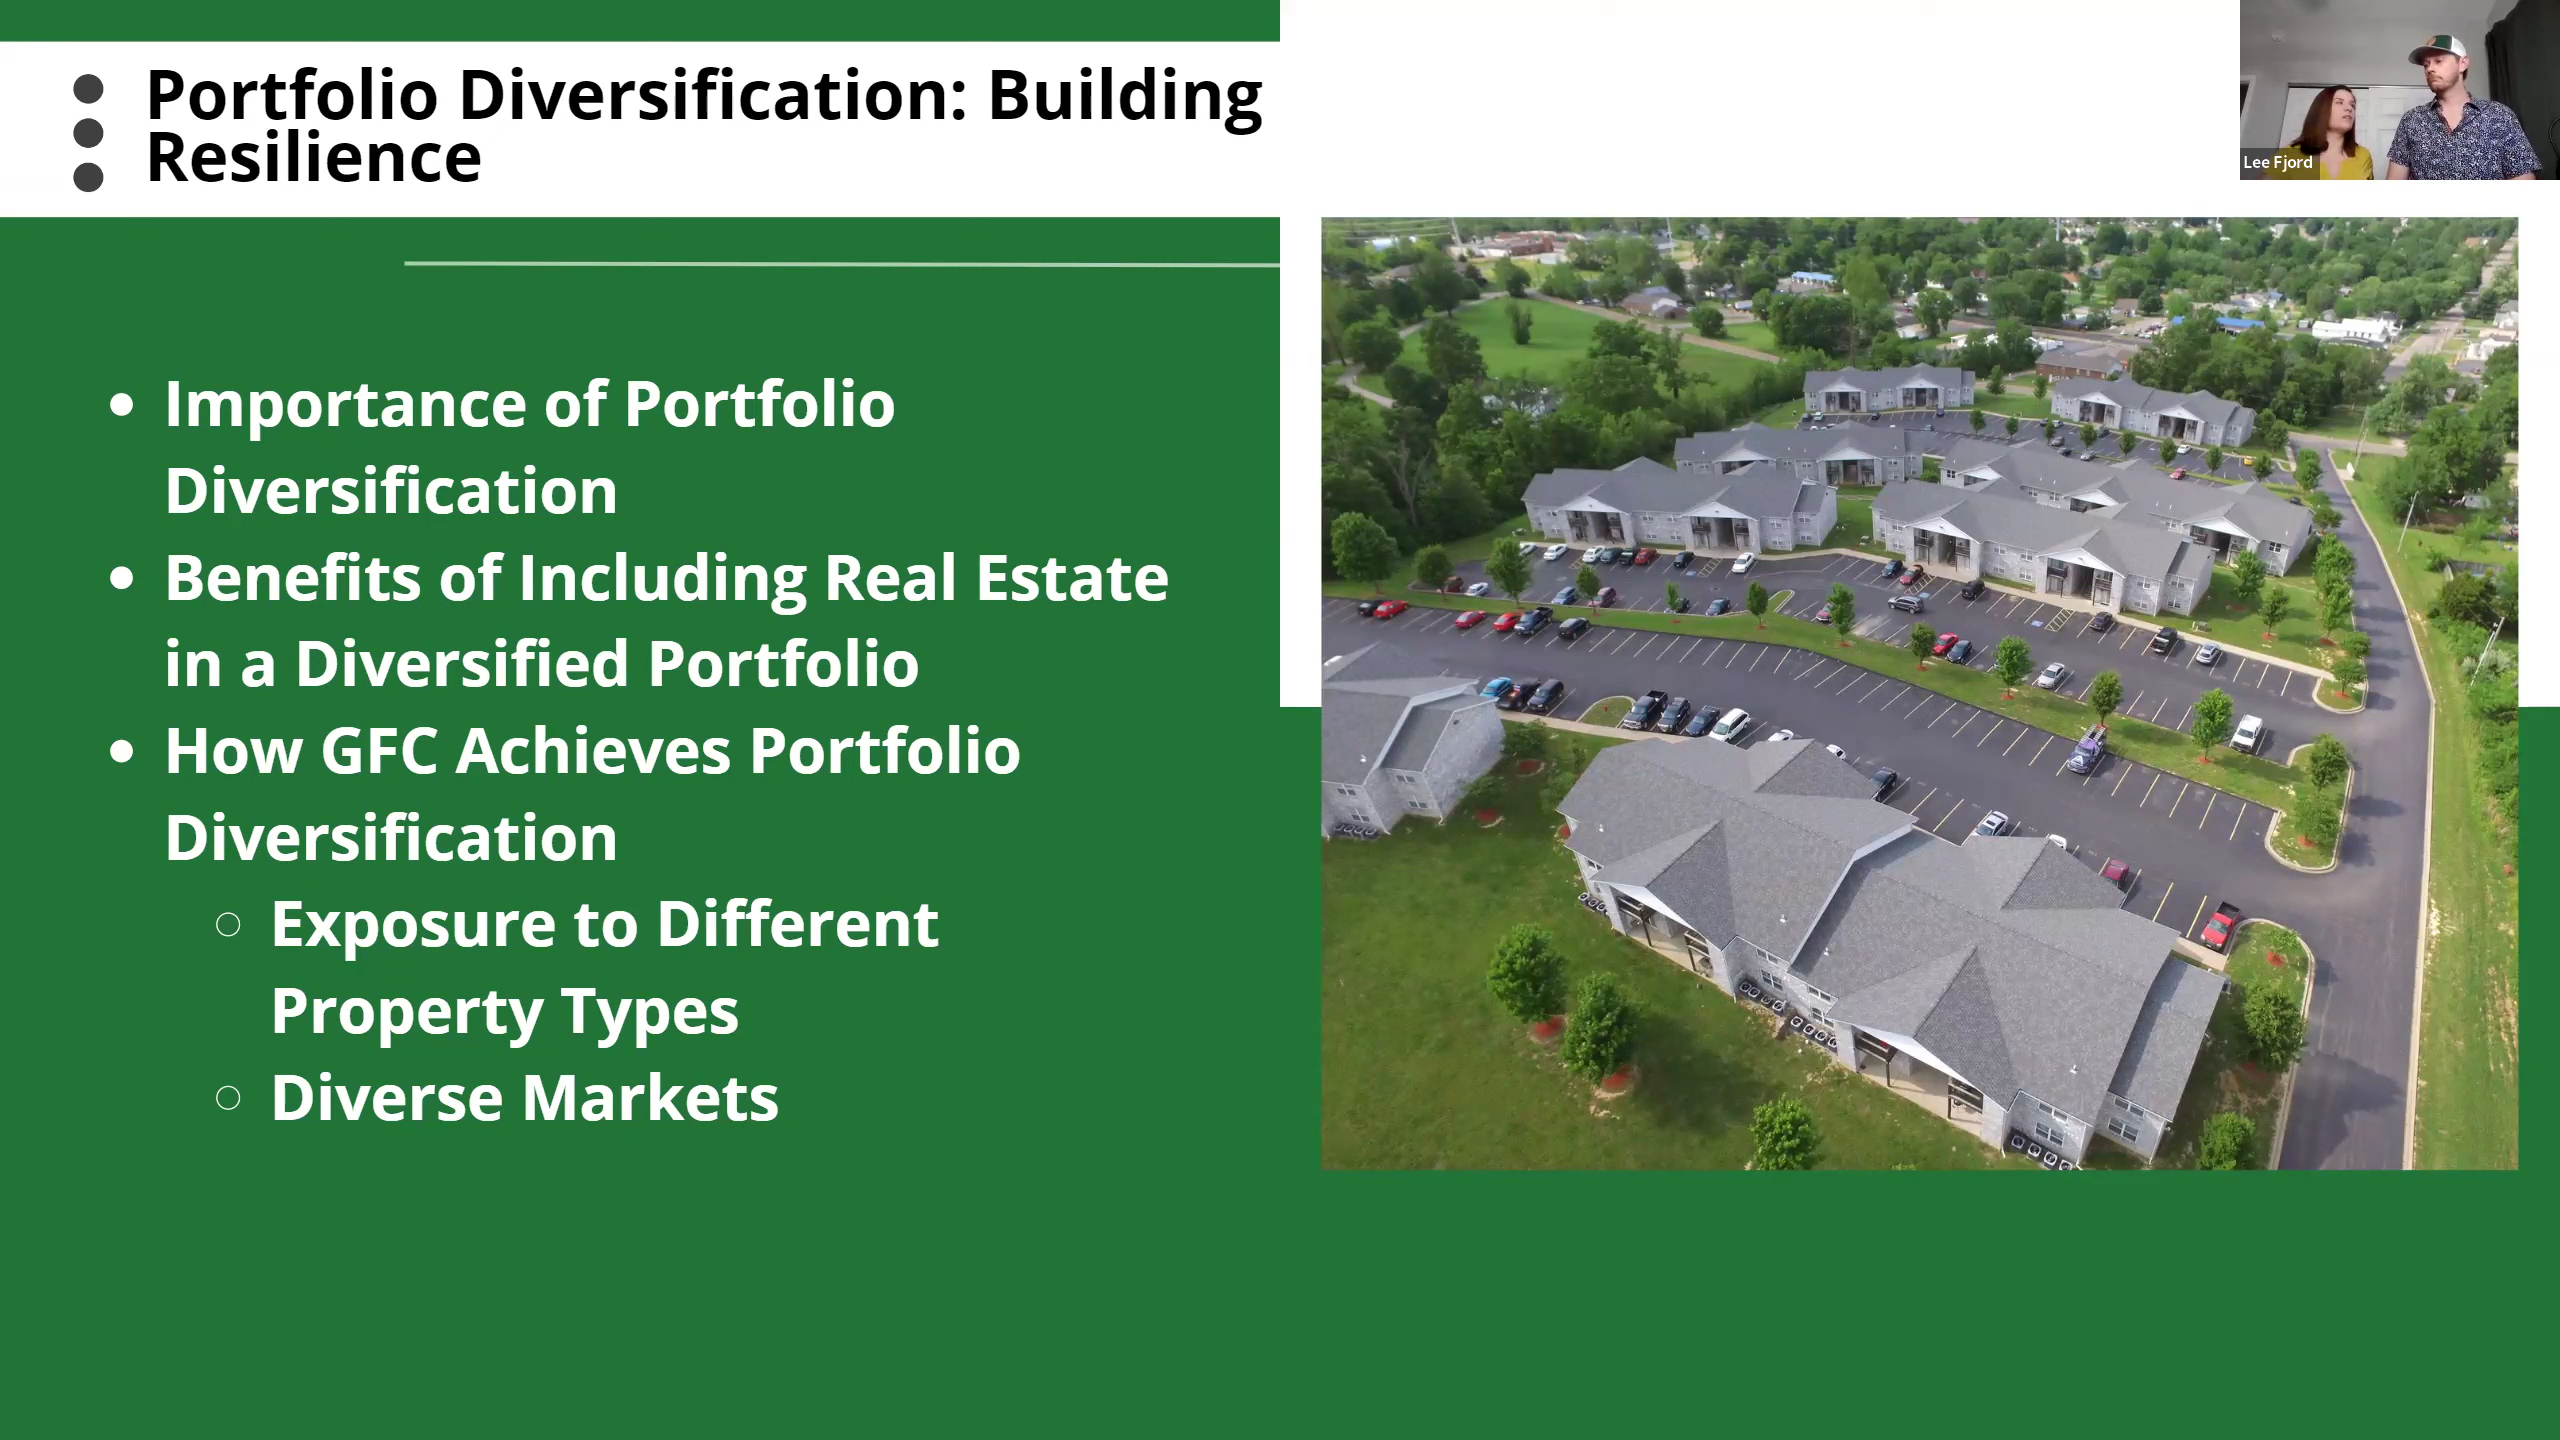 Portfolio Diversification: Building
Resilience
Lee Fjord
Importance of Portfolio
Diversification
Benefits of Including Real Estate
in a Diversified Portfolio
How GFC Achieves Portfolio
Diversification
Exposure to Different
Property Types
Diverse Markets